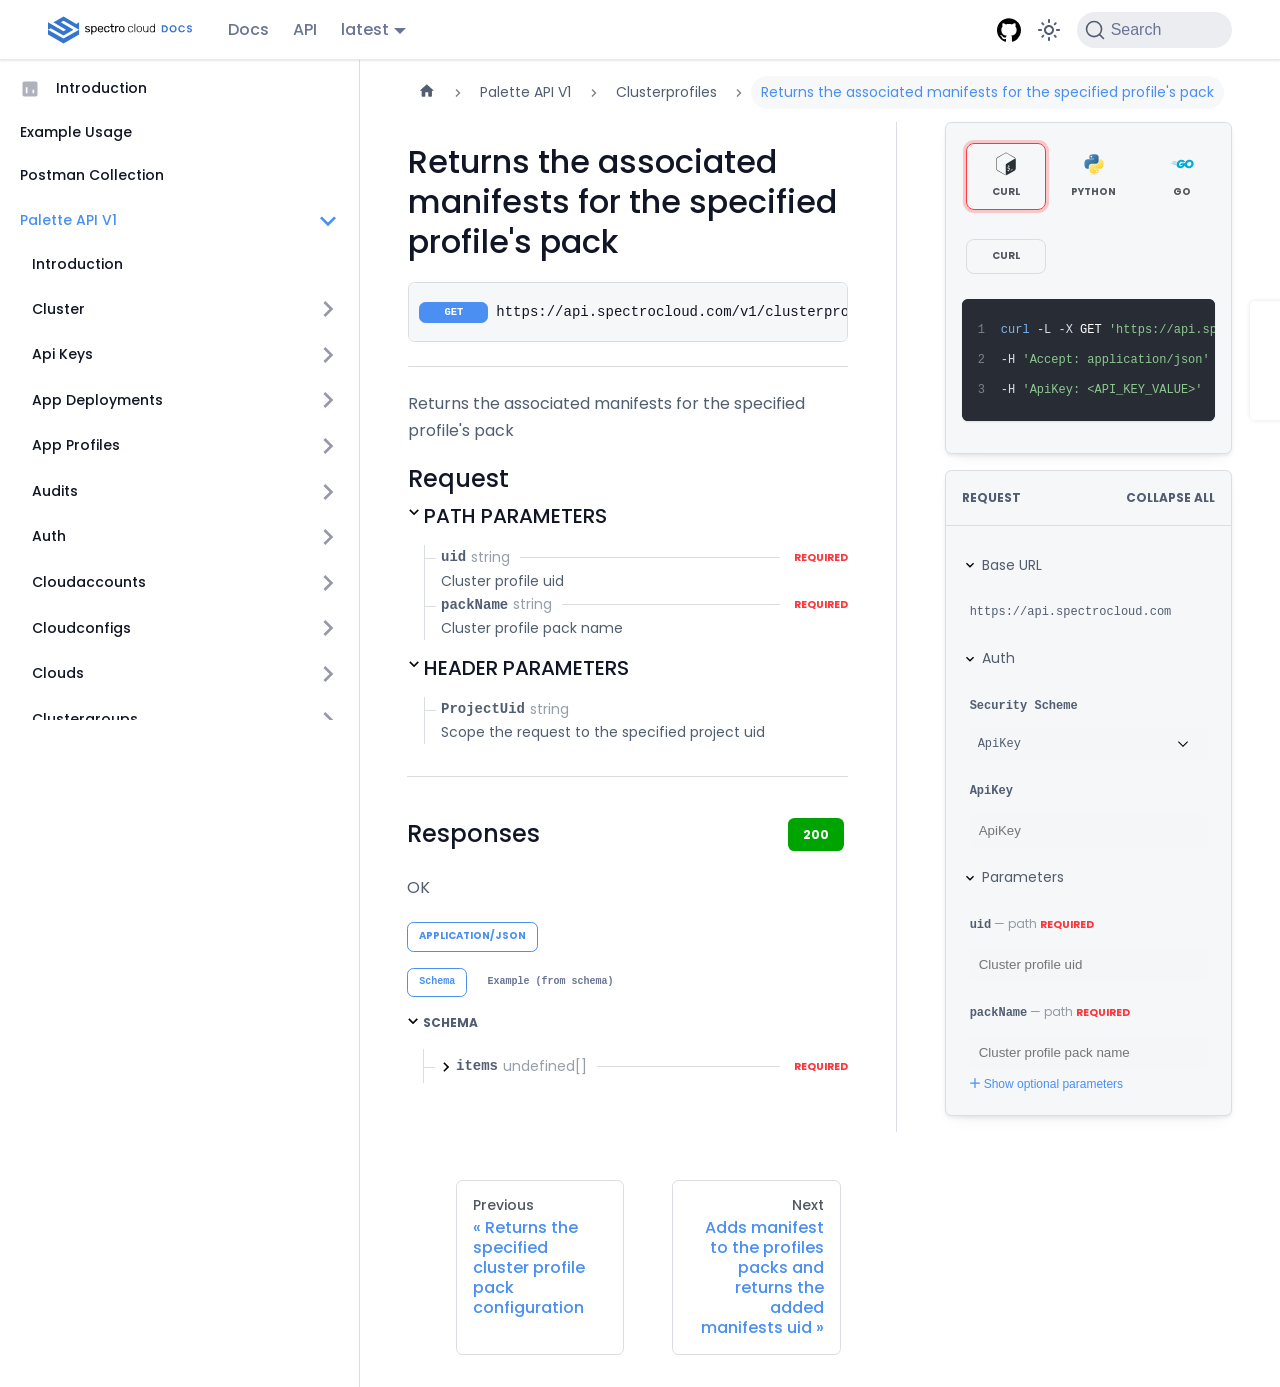 spectro cloud DOCS
Docs
API
latest
Search
Introduction
Example Usage
Postman Collection
Palette API V1
Introduction
Cluster
Api Keys
App Deployments
App Profiles
Audits
Auth
Cloudaccounts
Cloudconfigs
Clouds
Clustergroups
Palette API V1
Clusterprofiles
Returns the associated manifests for the specified profile's pack
Returns the associated
manifests for the specified
profile's pack
GET https://api.spectrocloud.com/v1/clusterpro
Returns the associated manifests for the specified
profile's pack
Request
PATH PARAMETERS
uid string REQUIRED
Cluster profile uid
packName string REQUIRED
Cluster profile pack name
HEADER PARAMETERS
ProjectUid string
Scope the request to the specified project uid
Responses
200
OK
APPLICATION/JSON
Schema Example (from schema)
SCHEMA
items undefined[] REQUIRED
Previous
« Returns the
specified
cluster profile
pack
configuration
Next
Adds manifest
to the profiles
packs and
returns the
added
manifests uid »
CURL
PYTHON
GO
CURL
1 curl -L -X GET 'https://api.sp
2 -H 'Accept: application/json'
3 -H 'ApiKey: <API_KEY_VALUE>'
REQUEST
COLLAPSE ALL
Base URL
https://api.spectrocloud.com
Auth
Security Scheme
ApiKey
ApiKey
ApiKey
Parameters
uid — path REQUIRED
Cluster profile uid
packName — path REQUIRED
Cluster profile pack name
Show optional parameters